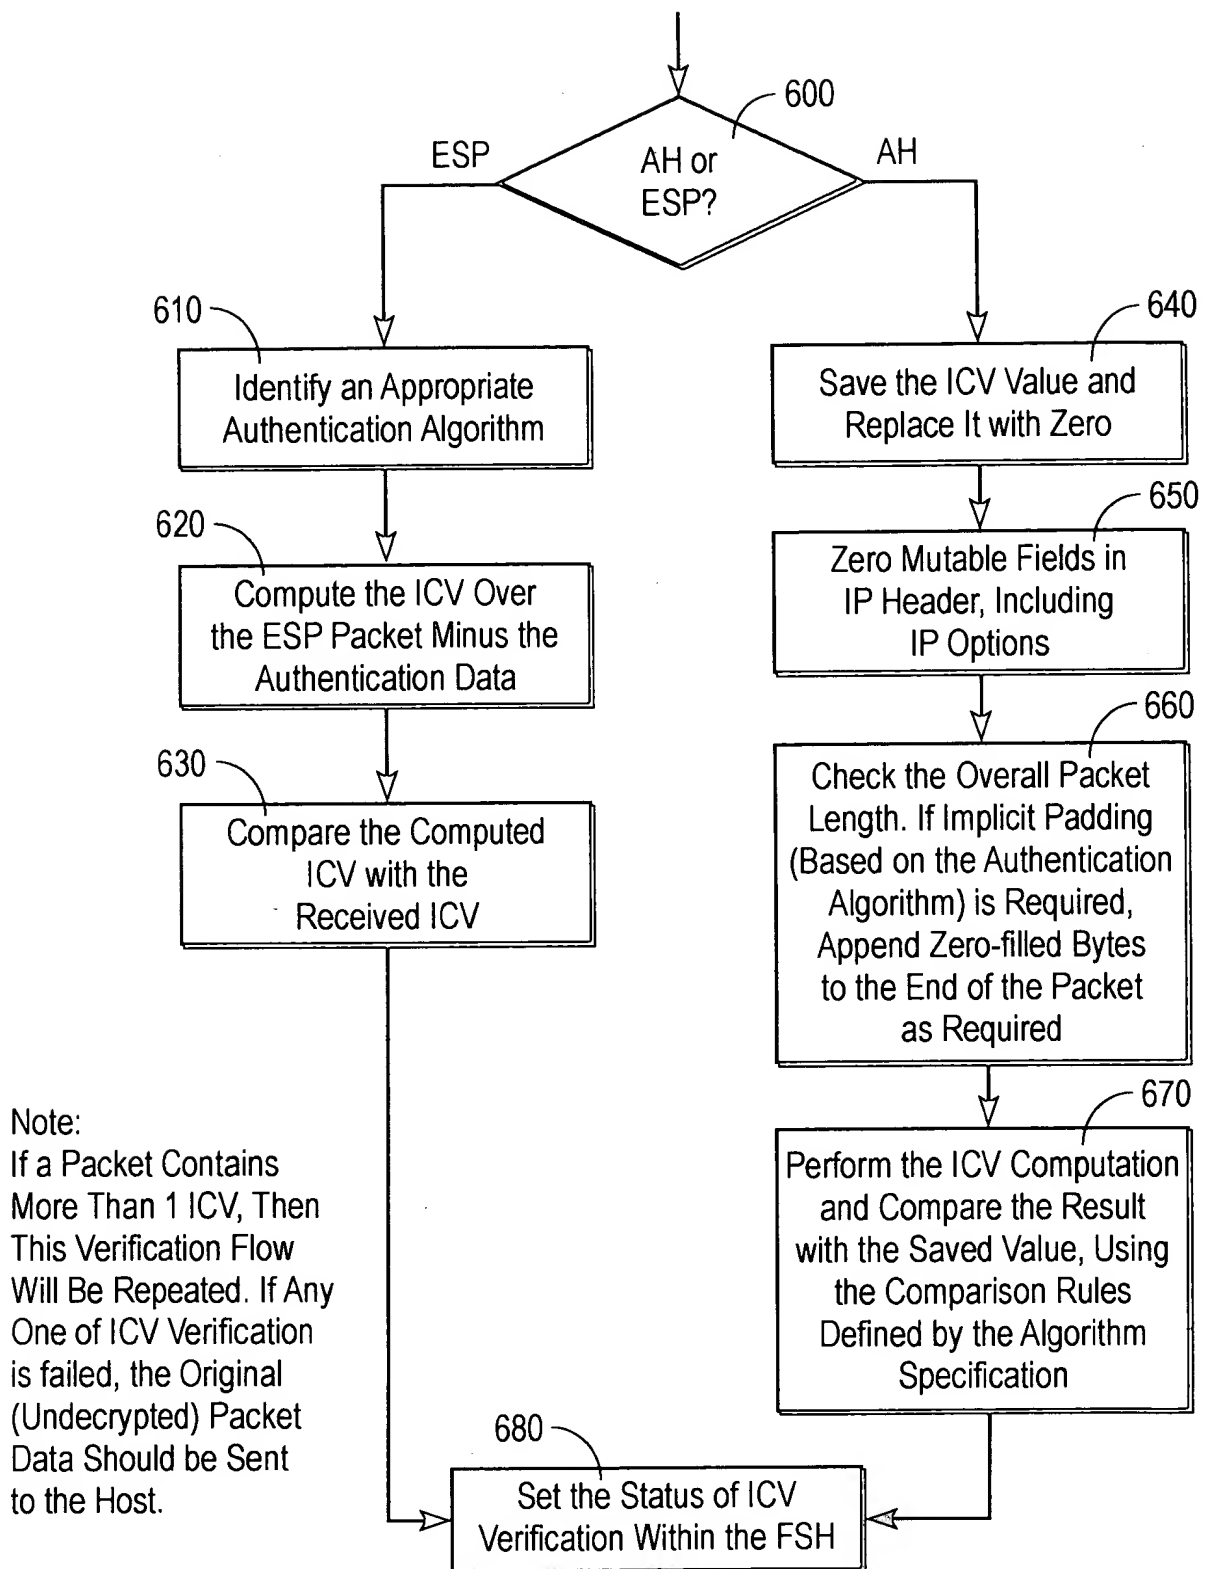 600
AH or
ESP?
ESP
AH
610
Identify an Appropriate
Authentication Algorithm
620
Compute the ICV Over
the ESP Packet Minus the
Authentication Data
630
Compare the Computed
ICV with the
Received ICV
640
Save the ICV Value and
Replace It with Zero
650
Zero Mutable Fields in
IP Header, Including
IP Options
660
Check the Overall Packet
Length. If Implicit Padding
(Based on the Authentication
Algorithm) is Required,
Append Zero-filled Bytes
to the End of the Packet
as Required
670
Perform the ICV Computation
and Compare the Result
with the Saved Value, Using
the Comparison Rules
Defined by the Algorithm
Specification
Note:
If a Packet Contains
More Than 1 ICV, Then
This Verification Flow
Will Be Repeated. If Any
One of ICV Verification
is failed, the Original
(Undecrypted) Packet
Data Should be Sent
to the Host.
680
Set the Status of ICV
Verification Within the FSH